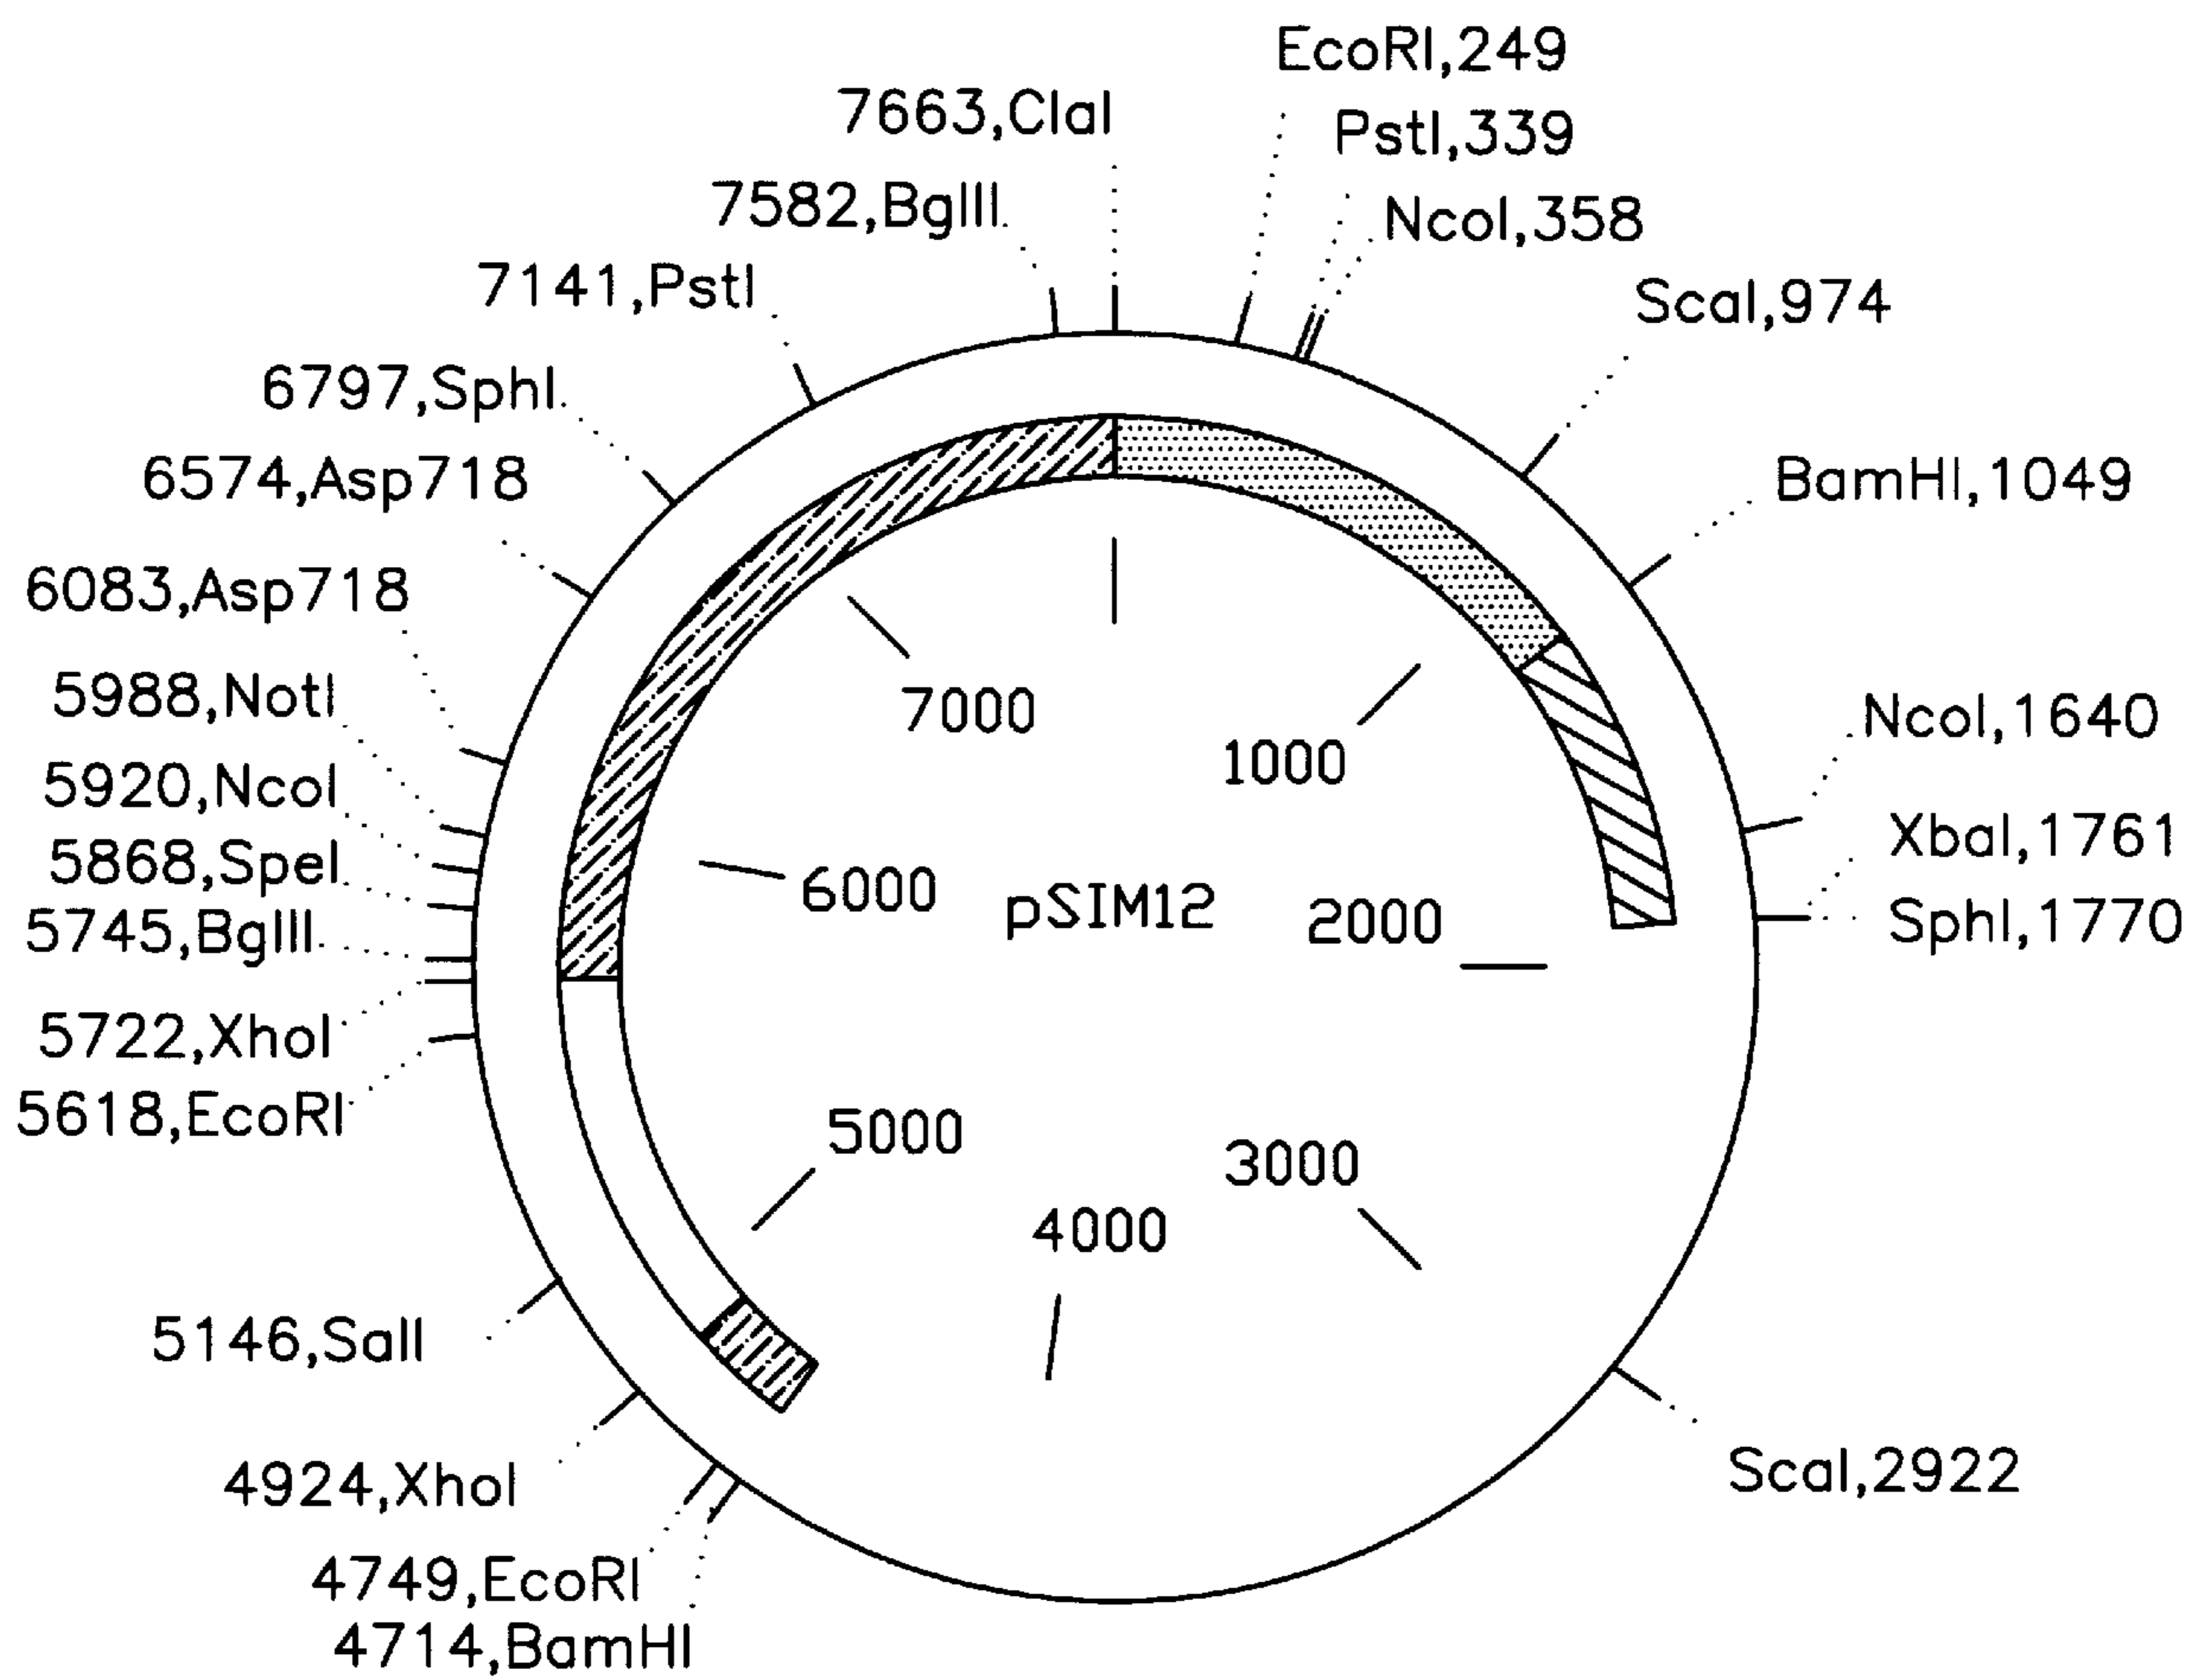 EcoRI,249
7663,ClaI
PstI,339
7582,BglII
NcoI,358
7141,PstI
ScaI,974
6797,SphI
6574,Asp718
BamHI,1049
6083,Asp718
5988,NotI
7000
NcoI,1640
1000
5920,NcoI
XbaI,1761
5868,SpeI
6000
pSIM12
2000
SphI,1770
5745,BglII
5722,XhoI
5618,EcoRI
5000
3000
4000
5146,SalI
ScaI,2922
4924,XhoI
4749,EcoRI
4714,BamHI